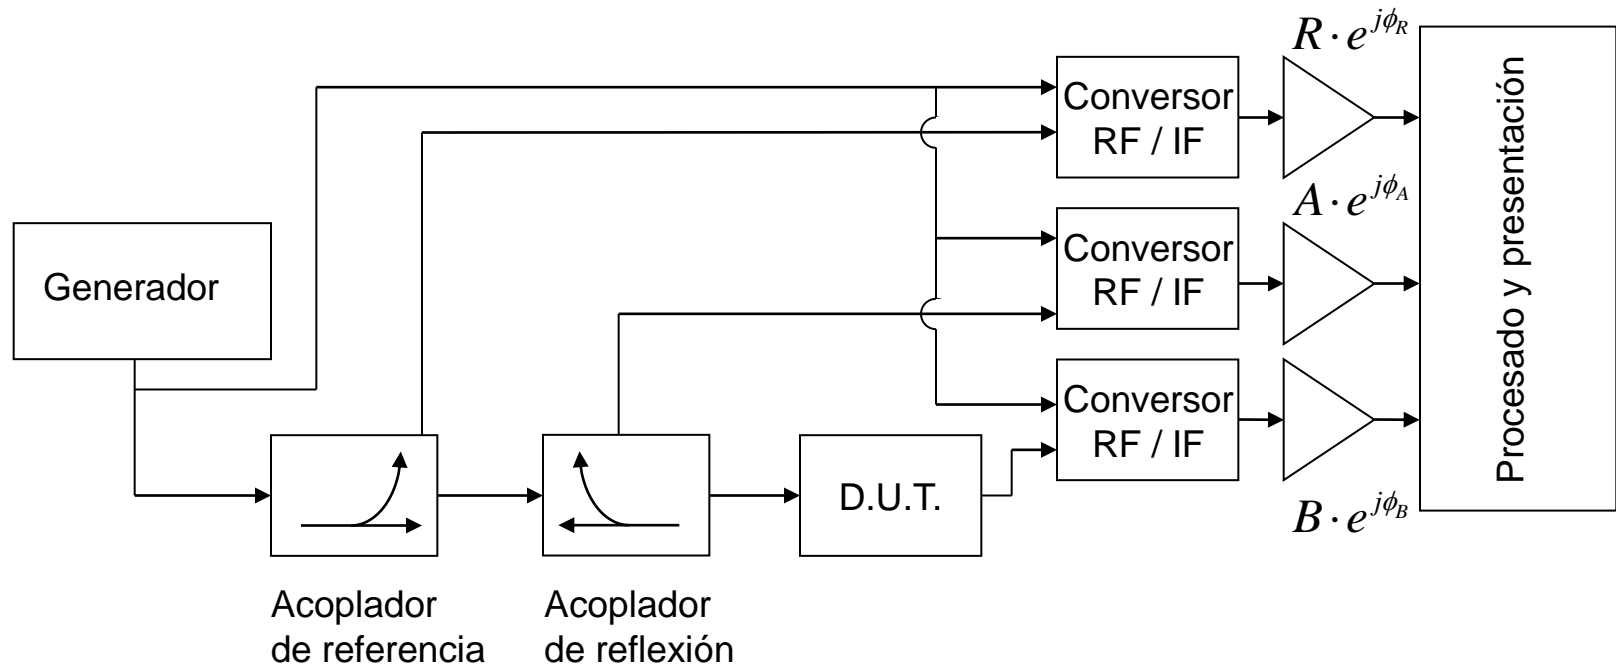 R · e^{jϕ_R}
Conversor
RF / IF
A · e^{jϕ_A}
Conversor
RF / IF
Generador
Conversor
RF / IF
B · e^{jϕ_B}
Procesado y presentación
D.U.T.
Acoplador
de referencia
Acoplador
de reflexión